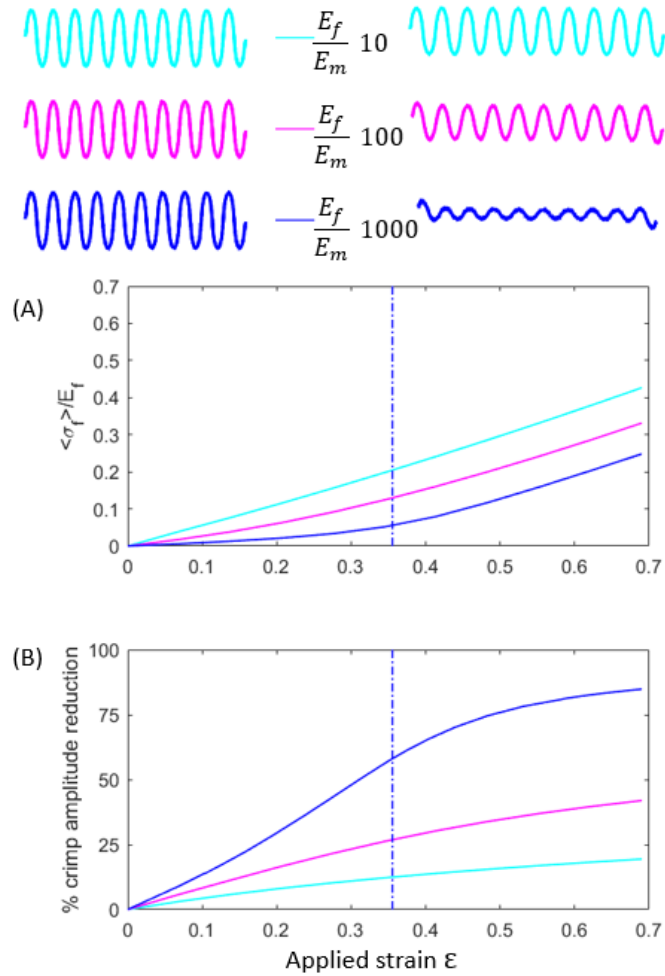 E_f/E_m 10
E_f/E_m 100
E_f/E_m 1000
(A)
<σ_f>/E_f
0.7
0.6
0.5
0.4
0.3
0.2
0.1
0
0 0.1 0.2 0.3 0.4 0.5 0.6 0.7
(B)
% crimp amplitude reduction
100
75
50
25
0
0 0.1 0.2 0.3 0.4 0.5 0.6 0.7
Applied strain ε